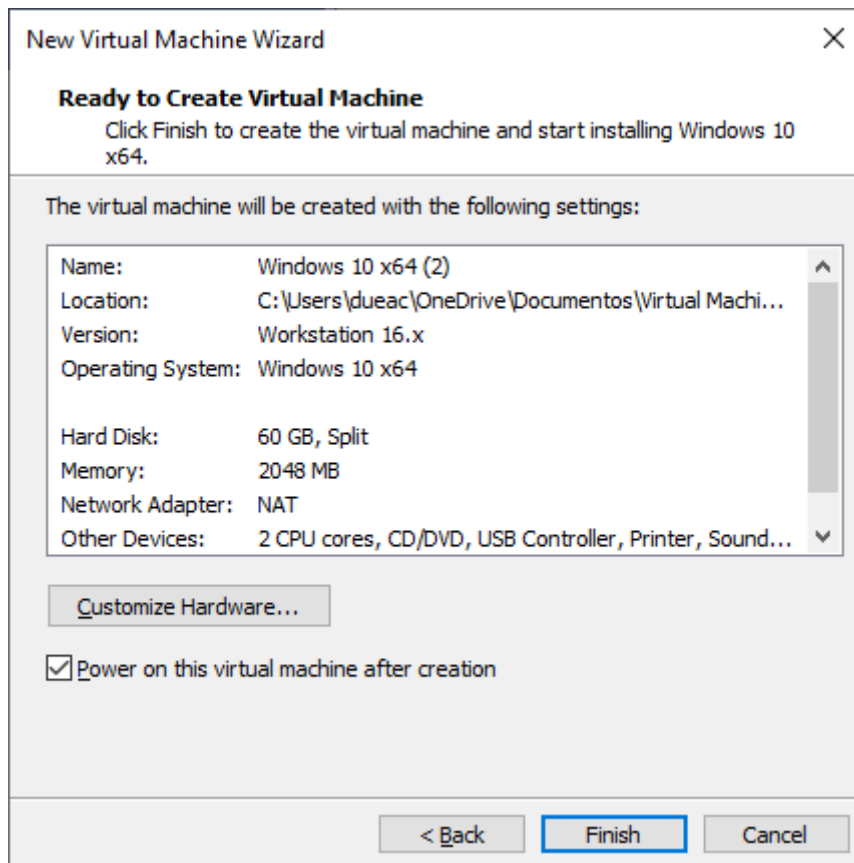 New Virtual Machine Wizard
Ready to Create Virtual Machine
Click Finish to create the virtual machine and start installing Windows 10
x64.
The virtual machine will be created with the following settings:
Name: Windows 10 x64 (2)
Location: C:\Users\dueac\OneDrive\Documentos\Virtual Machi...
Version: Workstation 16.x
Operating System: Windows 10 x64
Hard Disk: 60 GB, Split
Memory: 2048 MB
Network Adapter: NAT
Other Devices: 2 CPU cores, CD/DVD, USB Controller, Printer, Sound...
Customize Hardware...
Power on this virtual machine after creation
< Back Finish Cancel